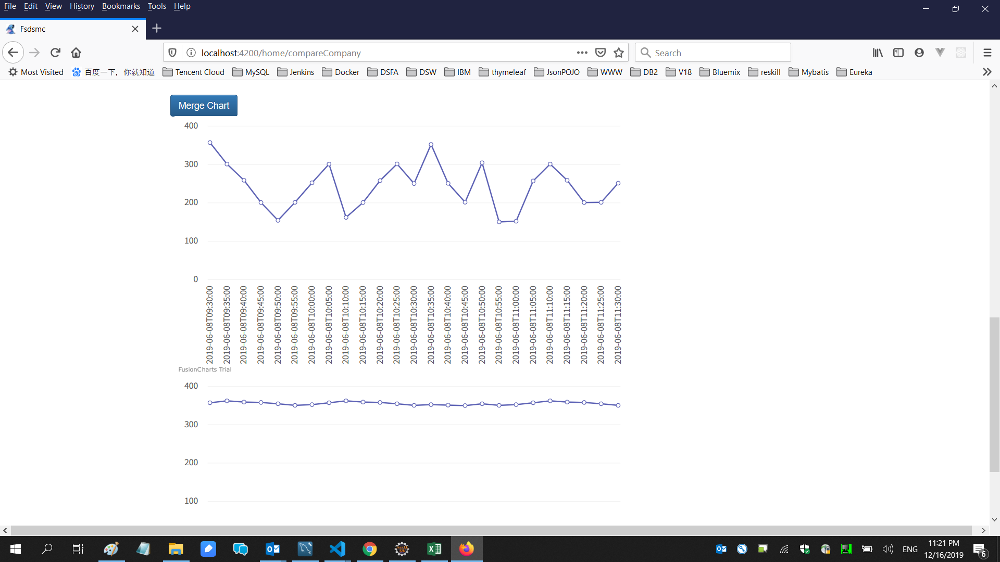 File Edit View History Bookmarks Tools Help
Fsdsmc
localhost:4200/home/compareCompany
Search
Most Visited 百度一下，你就知道 Tencent Cloud MySQL Jenkins Docker DSFA DSW IBM thymeleaf JsonPOJO WWW DB2 V18 Bluemix reskill Mybatis Eureka
Merge Chart
400
300
200
100
0
2019-06-08T09:30:00
2019-06-08T09:35:00
2019-06-08T09:40:00
2019-06-08T09:45:00
2019-06-08T09:50:00
2019-06-08T09:55:00
2019-06-08T10:00:00
2019-06-08T10:05:00
2019-06-08T10:10:00
2019-06-08T10:15:00
2019-06-08T10:20:00
2019-06-08T10:25:00
2019-06-08T10:30:00
2019-06-08T10:35:00
2019-06-08T10:40:00
2019-06-08T10:45:00
2019-06-08T10:50:00
2019-06-08T10:55:00
2019-06-08T11:00:00
2019-06-08T11:05:00
2019-06-08T11:10:00
2019-06-08T11:15:00
2019-06-08T11:20:00
2019-06-08T11:25:00
2019-06-08T11:30:00
FusionCharts Trial
400
300
200
100
ENG
11:21 PM
12/16/2019
6